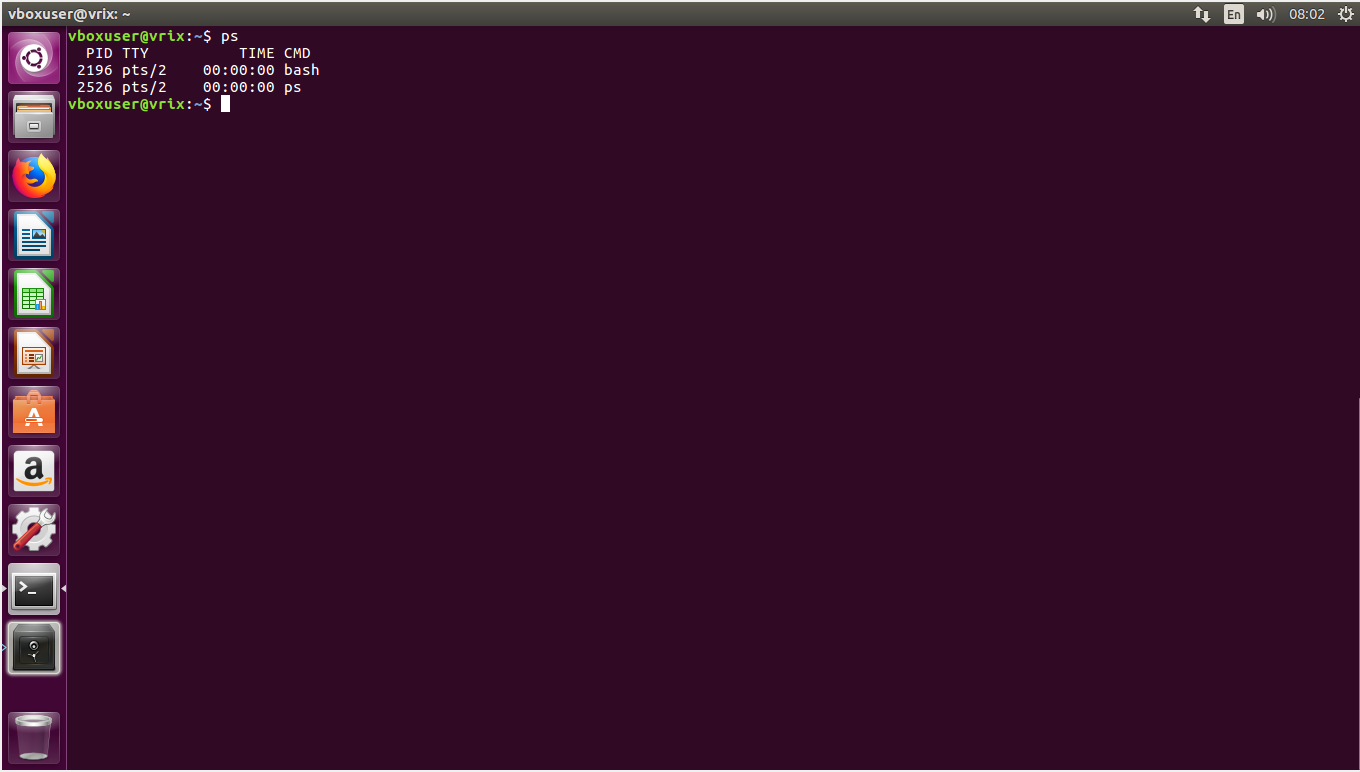 vboxuser@vrix: ~
En
08:02
vboxuser@vrix:~$ ps
  PID TTY          TIME CMD
 2196 pts/2    00:00:00 bash
 2526 pts/2    00:00:00 ps
vboxuser@vrix:~$